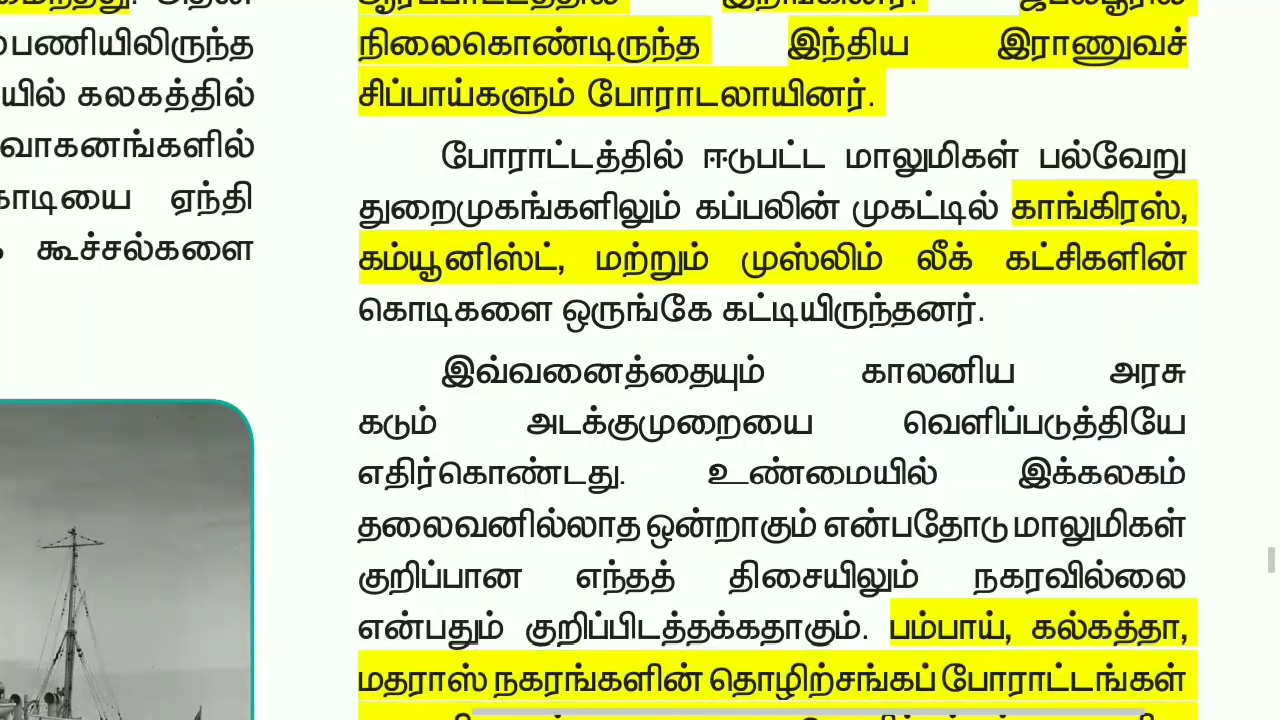 பணியிலிருந்த
யில் கலகத்தில்
வாகனங்களில்
ஏந்தி
கூச்சல்களை
நிலைகொண்டிருந்த இந்திய இராணுவச்
சிப்பாய்களும் போராடலாயினர்.
போராட்டத்தில் ஈடுபட்ட மாலுமிகள் பல்வேறு
துறைமுகங்களிலும் கப்பலின் முகட்டில் காங்கிரஸ்,
கம்யூனிஸ்ட், மற்றும் முஸ்லிம் லீக் கட்சிகளின்
கொடிகளை ஒருங்கே கட்டியிருந்தனர்.
இவ்வனைத்தையும் காலனிய அரசு
கடும் அடக்குமுறையை வெளிப்படுத்தியே
எதிர்கொண்டது. உண்மையில் இக்கலகம்
தலைவனில்லாத ஒன்றாகும் என்பதோடு மாலுமிகள்
குறிப்பான எந்தத் திசையிலும் நகரவில்லை
என்பதும் குறிப்பிடத்தக்கதாகும். பம்பாய், கல்கத்தா,
மதராஸ் நகரங்களின் தொழிற்சங்கப் போராட்டங்கள்